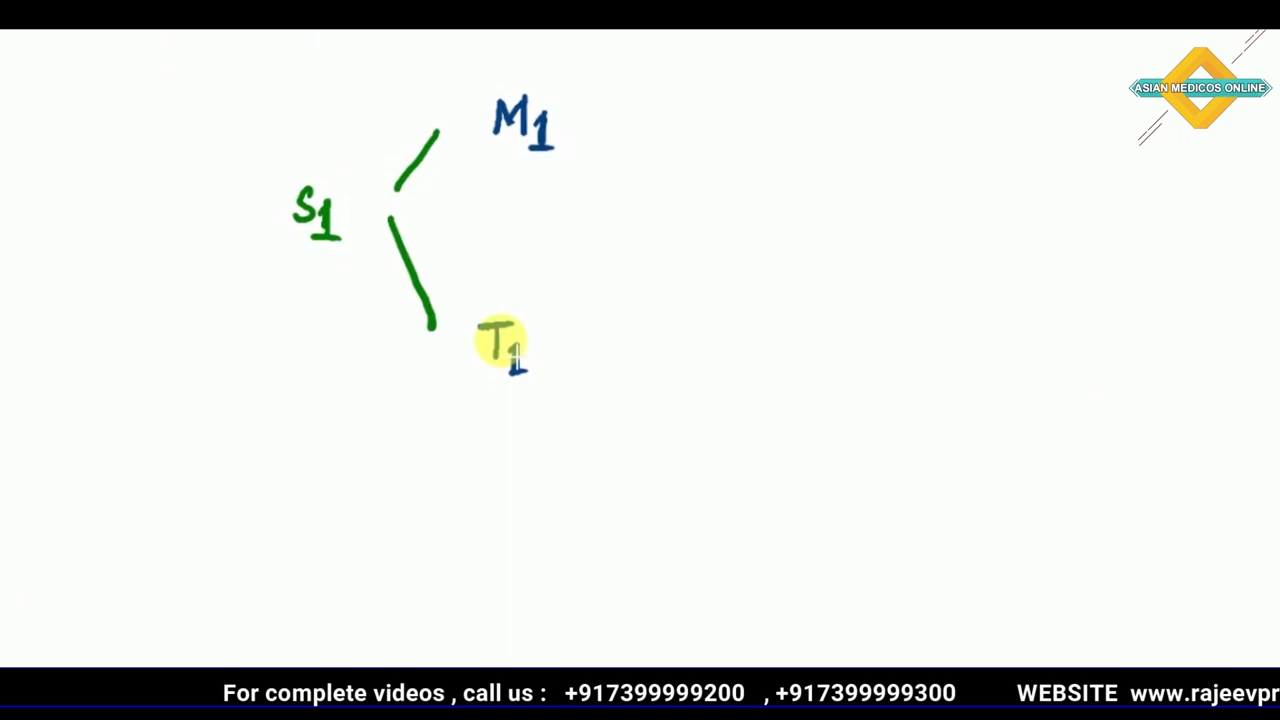 ASIAN MEDICOS ONLINE
M1
S1
T1
For complete videos , call us : +917399999200 , +917399999300 WEBSITE www.rajeevpr